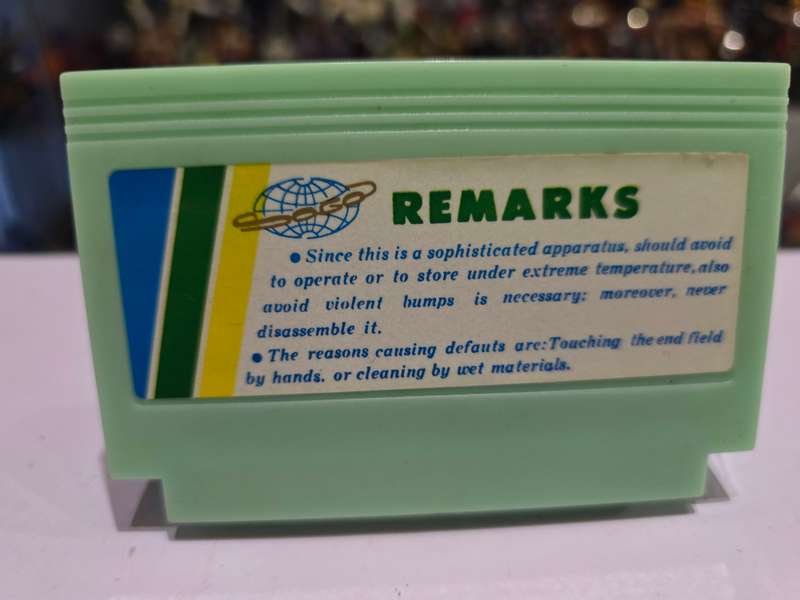 REMARKS
● Since this is a sophisticated apparatus, should avoid
to operate or to store under extreme temperature, also
avoid violent bumps is necessary; moreover, never
disassemble it.
● The reasons causing defauts are: Touching the end field
by hands. or cleaning by wet materials.